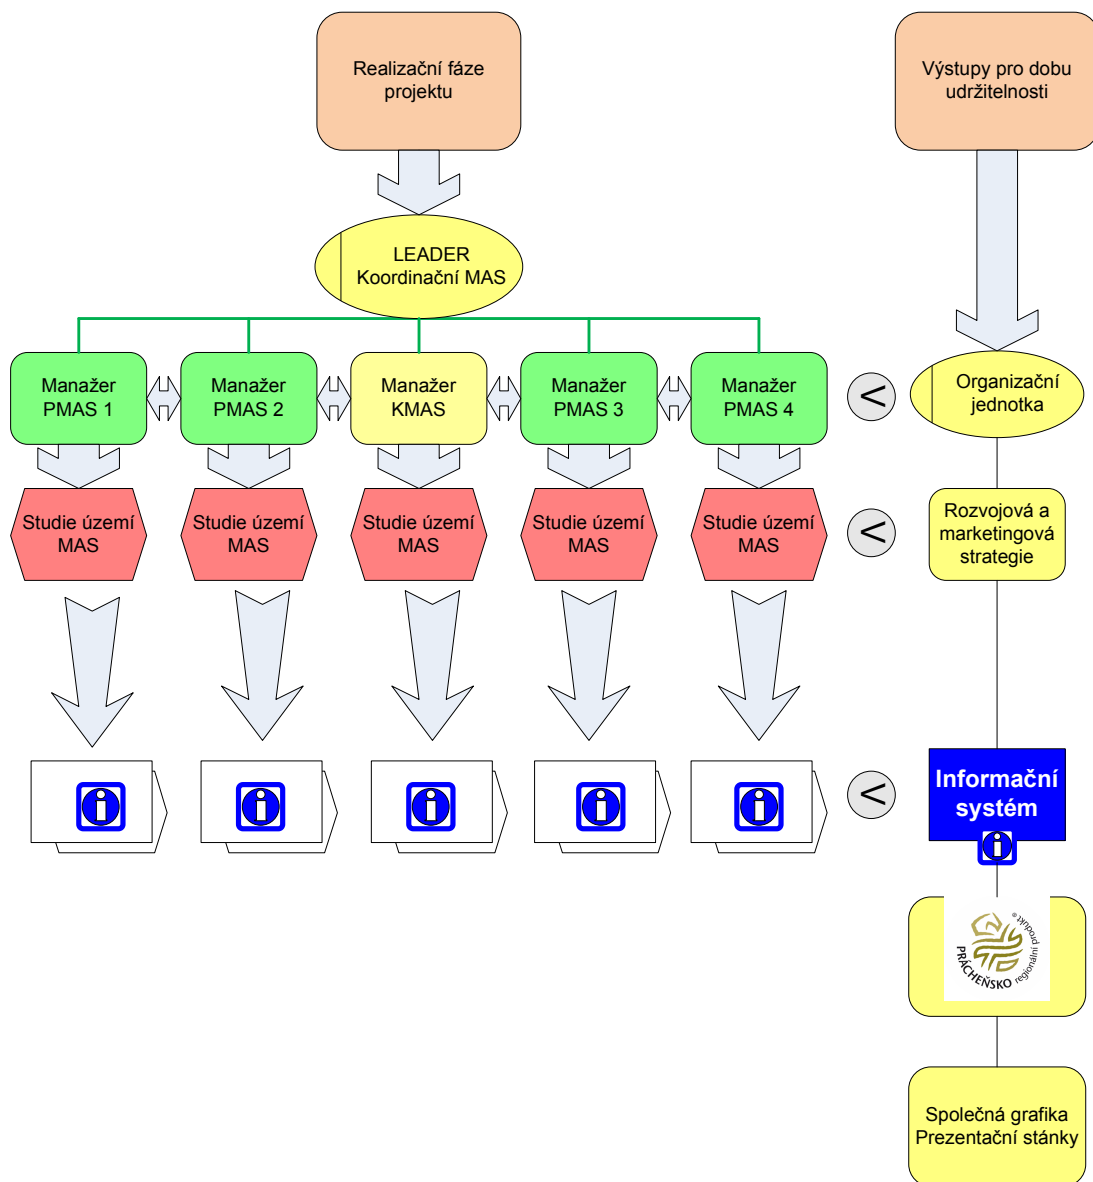 Realizační fáze
projektu
Výstupy pro dobu
udržitelnosti
LEADER
Koordinační MAS
Manažer
PMAS 1
Manažer
PMAS 2
Manažer
KMAS
Manažer
PMAS 3
Manažer
PMAS 4
<
Organizační
jednotka
Studie území
MAS
Studie území
MAS
Studie území
MAS
Studie území
MAS
Studie území
MAS
<
Rozvojová a
marketingová
strategie
i
i
i
i
i
<
Informační
systém
i
PRÁCHEŇSKO regionální produkt®
Společná grafika
Prezentační stánky